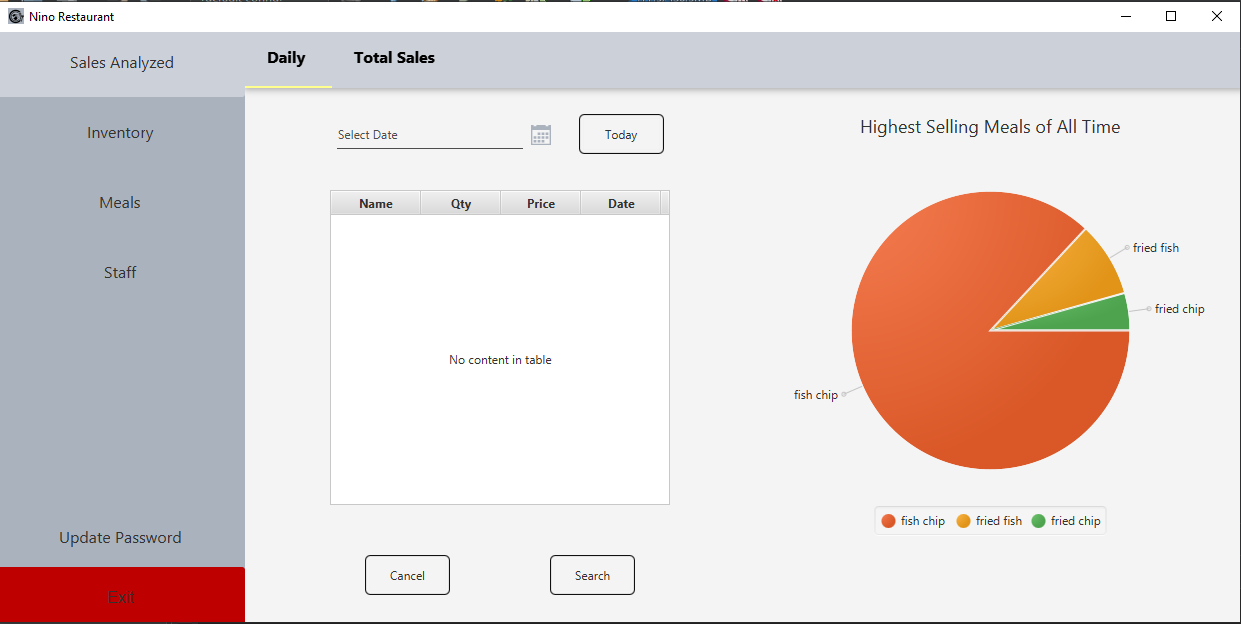 Nino Restaurant
Sales Analyzed
Daily
Total Sales
Inventory
Meals
Staff
Update Password
Exit
Select Date
Today
Name Qty Price Date
No content in table
Cancel
Search
Highest Selling Meals of All Time
fried fish
fried chip
fish chip
fish chip fried fish fried chip